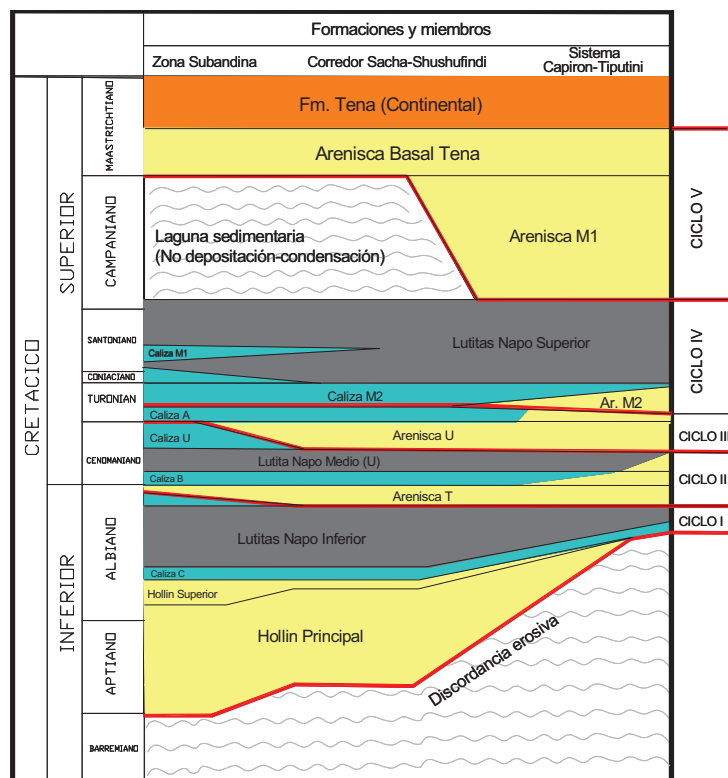 Formaciones y miembros
Zona Subandina
Corredor Sacha-Shushufindi
Sistema
Capiron-Tiputini
CRETACICO
SUPERIOR
INFERIOR
MAASTRICHTIANO
CAMPANIANO
SANTONIANO
CONIACIANO
TURONIAN
CENOMANIANO
ALBIANO
APTIANO
BARREMIANO
Fm. Tena (Continental)
Arenisca Basal Tena
Laguna sedimentaria
(No depositación-condensación)
Arenisca M1
Lutitas Napo Superior
Caliza M1
Caliza M2
Ar. M2
Caliza A
Caliza U
Arenisca U
Lutita Napo Medio (U)
Caliza B
Arenisca T
Lutitas Napo Inferior
Caliza C
Hollin Superior
Hollin Principal
Discordancia erosiva
CICLO V
CICLO IV
CICLO III
CICLO II
CICLO I